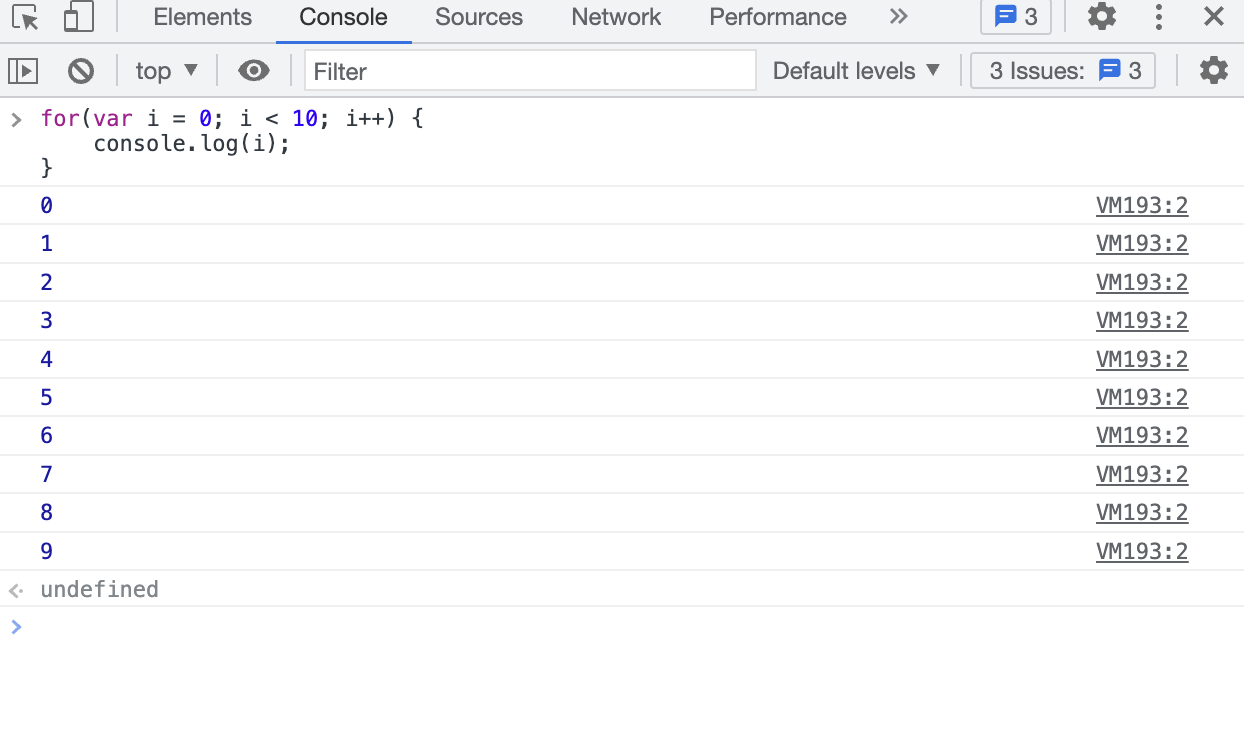 Elements Console Sources Network Performance 3
top Filter Default levels 3 Issues: 3
for(var i = 0; i < 10; i++) {
    console.log(i);
}
0 VM193:2
1 VM193:2
2 VM193:2
3 VM193:2
4 VM193:2
5 VM193:2
6 VM193:2
7 VM193:2
8 VM193:2
9 VM193:2
undefined